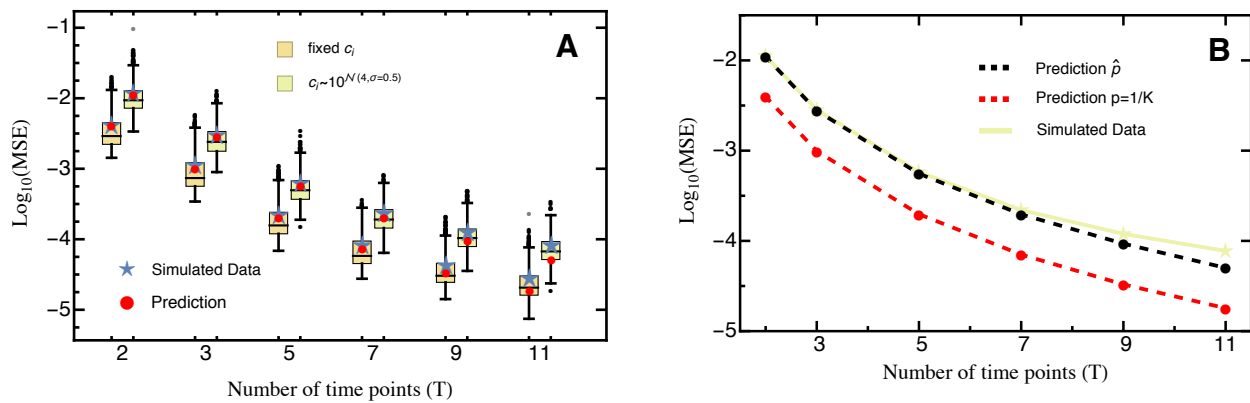 A
fixed c_i
c_i~10^N(4,σ=0.5)
Log10(MSE)
−1
−2
−3
−4
−5
Simulated Data
Prediction
2 3 5 7 9 11
Number of time points (T)
B
Prediction p̂
Prediction p=1/K
Simulated Data
Log10(MSE)
−2
−3
−4
−5
3 5 7 9 11
Number of time points (T)